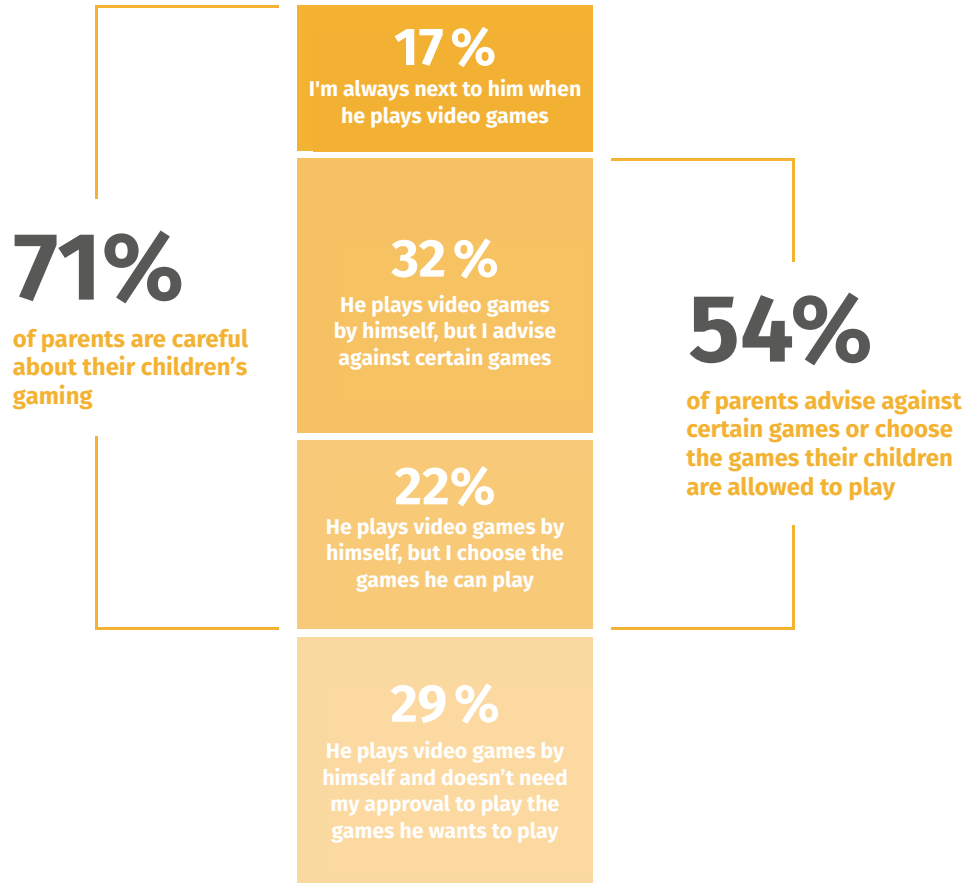 17 %
I'm always next to him when
he plays video games
71%
of parents are careful
about their children’s
gaming
32 %
He plays video games
by himself, but I advise
against certain games
54%
of parents advise against
certain games or choose
the games their children
are allowed to play
22%
He plays video games by
himself, but I choose the
games he can play
29 %
He plays video games by
himself and doesn’t need
my approval to play the
games he wants to play